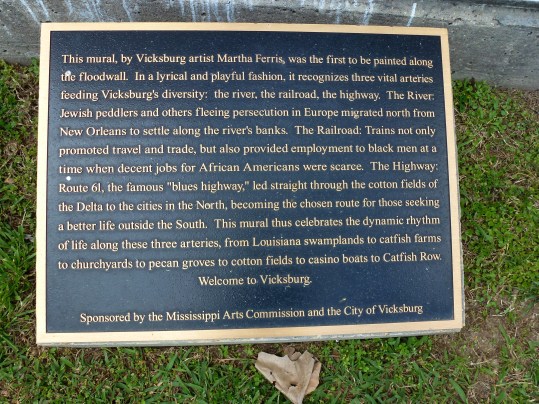 This mural, by Vicksburg artist Martha Ferris, was the first to be painted along
the floodwall. In a lyrical and playful fashion, it recognizes three vital arteries
feeding Vicksburg's diversity: the river, the railroad, the highway. The River:
Jewish peddlers and others fleeing persecution in Europe migrated north from
New Orleans to settle along the river's banks. The Railroad: Trains not only
promoted travel and trade, but also provided employment to black men at a
time when decent jobs for African Americans were scarce. The Highway:
Route 61, the famous "blues highway," led straight through the cotton fields of
the Delta to the cities in the North, becoming the chosen route for those seeking
a better life outside the South. This mural thus celebrates the dynamic rhythm
of life along these three arteries, from Louisiana swamplands to catfish farms
to churchyards to pecan groves to cotton fields to casino boats to Catfish Row.
Welcome to Vicksburg.
Sponsored by the Mississippi Arts Commission and the City of Vicksburg